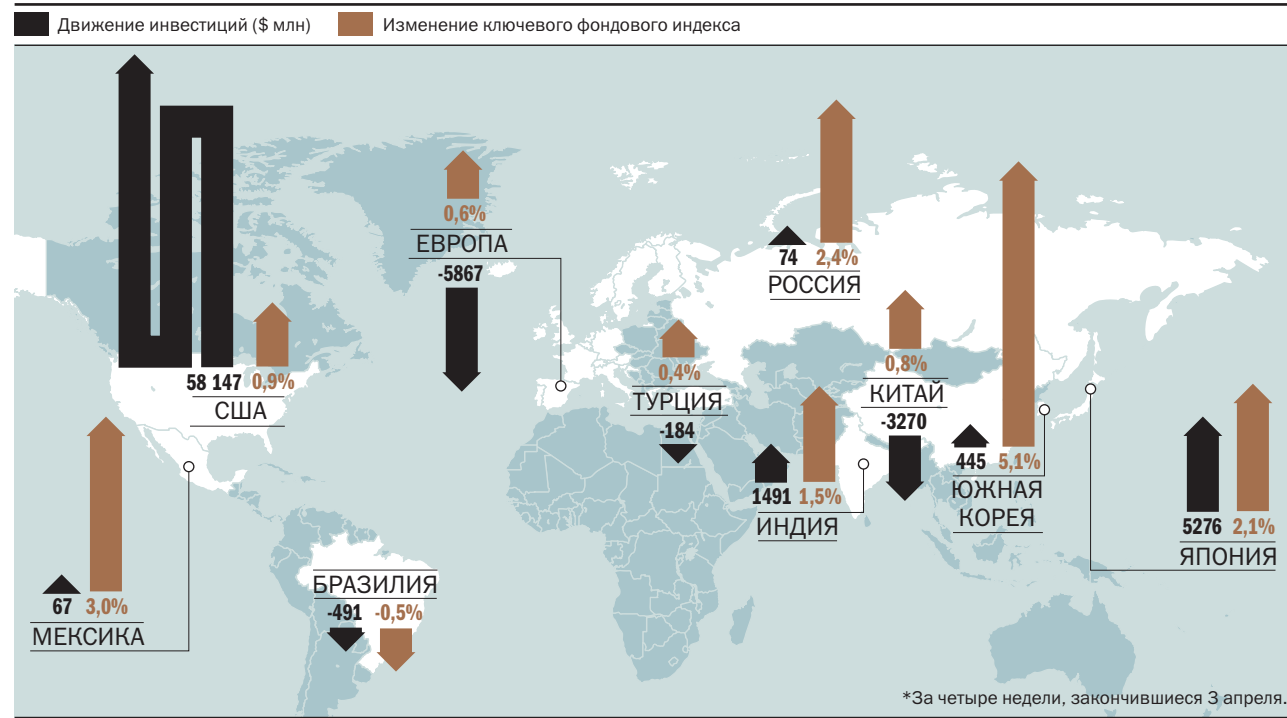 Движение инвестиций ($ млн)
Изменение ключевого фондового индекса
58 147 0,9%
США
0,6%
ЕВРОПА
-5867
74 2,4%
РОССИЯ
0,4%
ТУРЦИЯ
-184
0,8%
КИТАЙ
-3270
1491 1,5%
ИНДИЯ
445 5,1%
ЮЖНАЯ
КОРЕЯ
5276 2,1%
ЯПОНИЯ
67 3,0%
МЕКСИКА
БРАЗИЛИЯ
-491 -0,5%
*За четыре недели, закончившиеся 3 апреля.